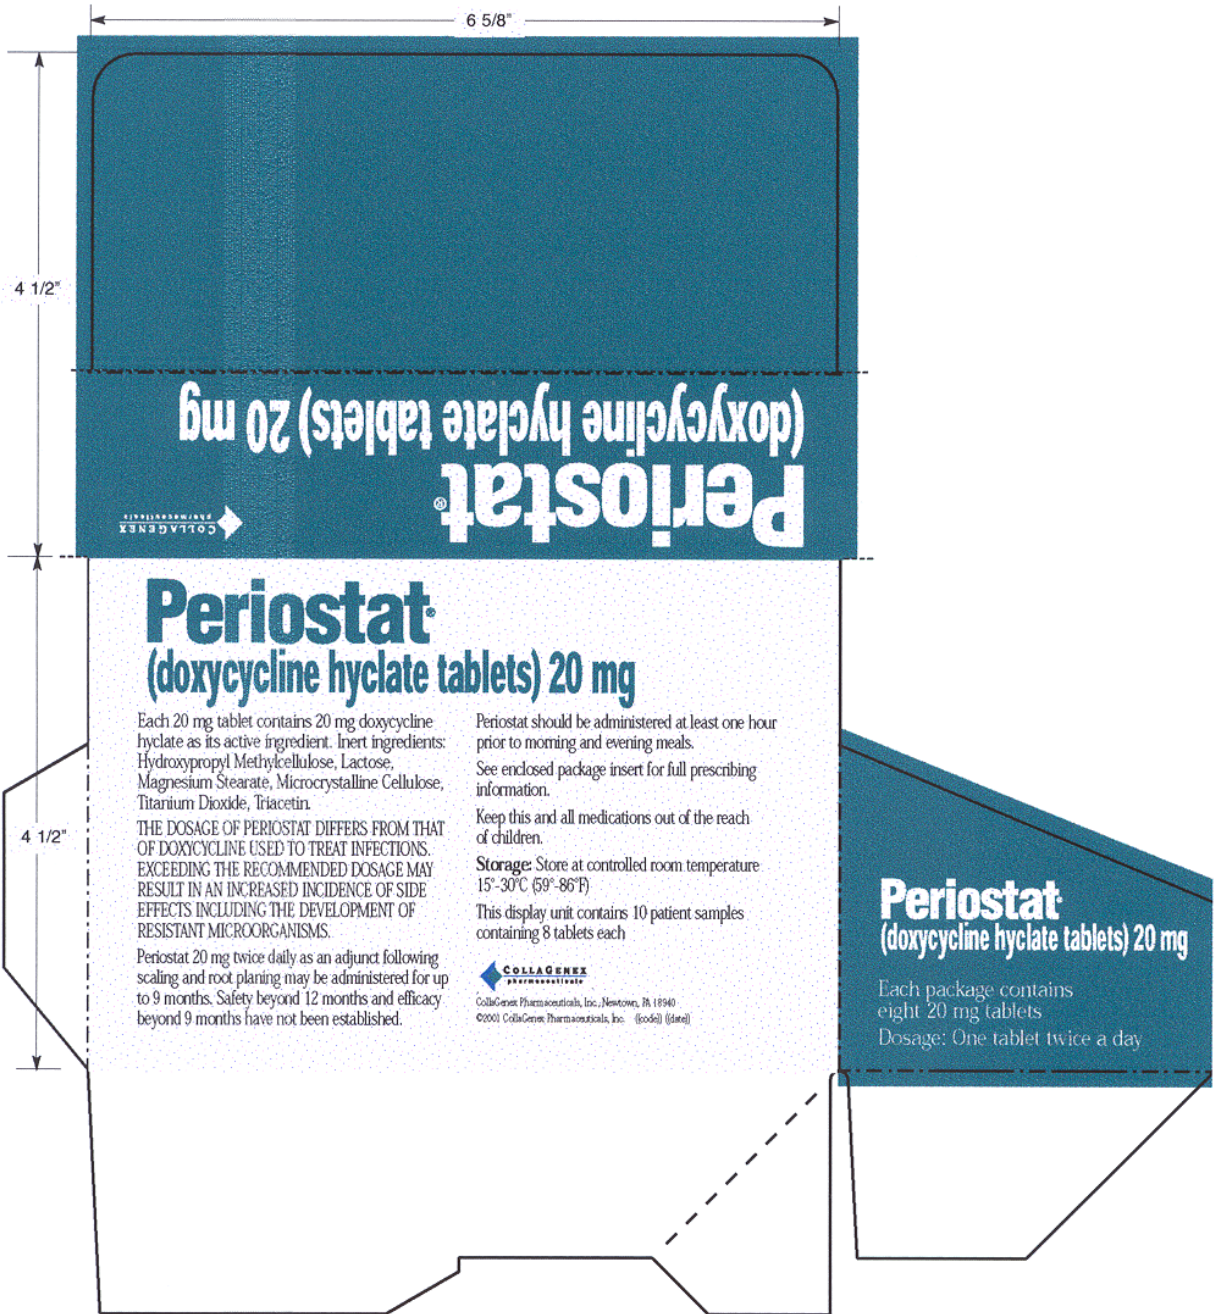 6 5/8"
4 1/2"
(doxycycline hyclate tablets) 20 mg
Periostat®
COLLAGENEX
pharmaceuticals
Periostat®
(doxycycline hyclate tablets) 20 mg
Each 20 mg tablet contains 20 mg doxycycline
hyclate as its active ingredient. Inert ingredients:
Hydroxypropyl Methylcellulose, Lactose,
Magnesium Stearate, Microcrystalline Cellulose,
Titanium Dioxide, Triacetin.
THE DOSAGE OF PERIOSTAT DIFFERS FROM THAT
OF DOXYCYCLINE USED TO TREAT INFECTIONS.
EXCEEDING THE RECOMMENDED DOSAGE MAY
RESULT IN AN INCREASED INCIDENCE OF SIDE
EFFECTS INCLUDING THE DEVELOPMENT OF
RESISTANT MICROORGANISMS.
Periostat 20 mg twice daily as an adjunct following
scaling and root planing may be administered for up
to 9 months. Safety beyond 12 months and efficacy
beyond 9 months have not been established.
Periostat should be administered at least one hour
prior to morning and evening meals.
See enclosed package insert for full prescribing
information.
Keep this and all medications out of the reach
of children.
Storage: Store at controlled room temperature
15°-30°C (59°-86°F)
This display unit contains 10 patient samples
containing 8 tablets each
COLLAGENEX
pharmaceuticals
CollaGenex Pharmaceuticals, Inc., Newtown, PA 18940
©2001 CollaGenex Pharmaceuticals, Inc. ((code)) ((date))
4 1/2"
Periostat®
(doxycycline hyclate tablets) 20 mg
Each package contains
eight 20 mg tablets
Dosage: One tablet twice a day